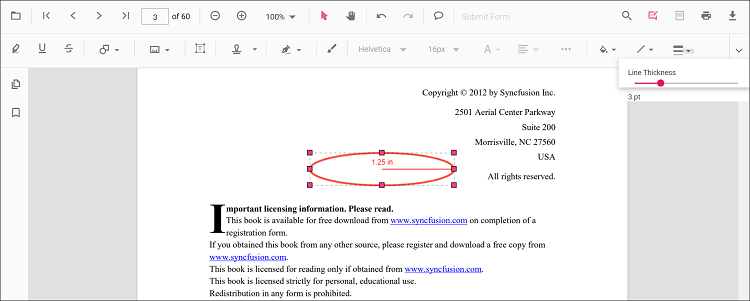 3 of 60 100% Submit Form
Helvetica 16px A
Line Thickness
3 pt
Copyright © 2012 by Syncfusion Inc.
2501 Aerial Center Parkway
Suite 200
Morrisville, NC 27560
USA
1.25 in
All rights reserved.
Important licensing information. Please read.
This book is available for free download from www.syncfusion.com on completion of a
registration form.
If you obtained this book from any other source, please register and download a free copy from
www.syncfusion.com.
This book is licensed for reading only if obtained from www.syncfusion.com.
This book is licensed strictly for personal, educational use.
Redistribution in any form is prohibited.